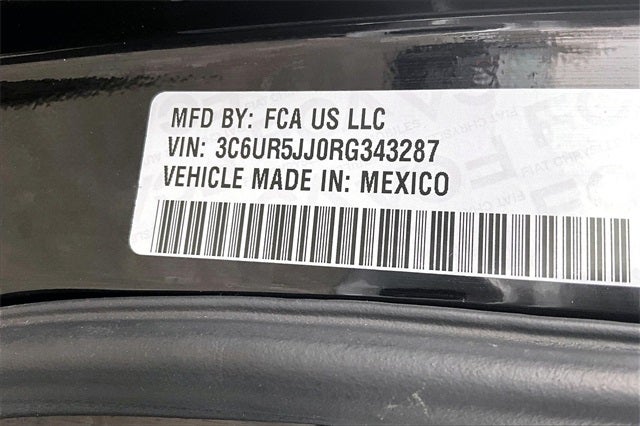 MFD BY: FCA US LLC
VIN: 3C6UR5JJ0RG343287
VEHICLE MADE IN: MEXICO